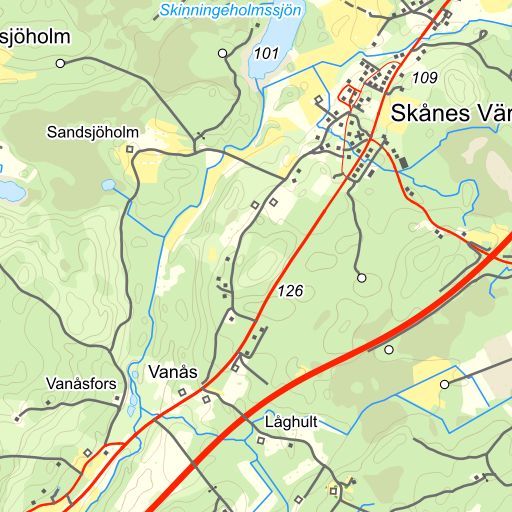 Skinningeholmssjön
sjöholm
101
109
Skånes Vär
Sandsjöholm
126
Vanås
Vanåsfors
Låghult